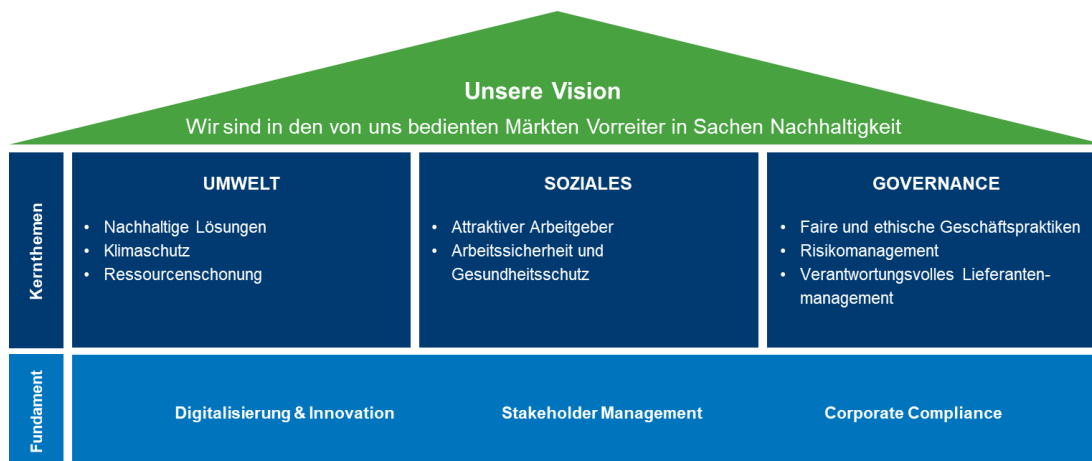 Unsere Vision
Wir sind in den von uns bedienten Märkten Vorreiter in Sachen Nachhaltigkeit
Kernthemen
UMWELT
• Nachhaltige Lösungen
• Klimaschutz
• Ressourcenschonung
SOZIALES
• Attraktiver Arbeitgeber
• Arbeitssicherheit und
Gesundheitsschutz
GOVERNANCE
• Faire und ethische Geschäftspraktiken
• Risikomanagement
• Verantwortungsvolles Lieferanten-
management
Fundament
Digitalisierung & Innovation
Stakeholder Management
Corporate Compliance